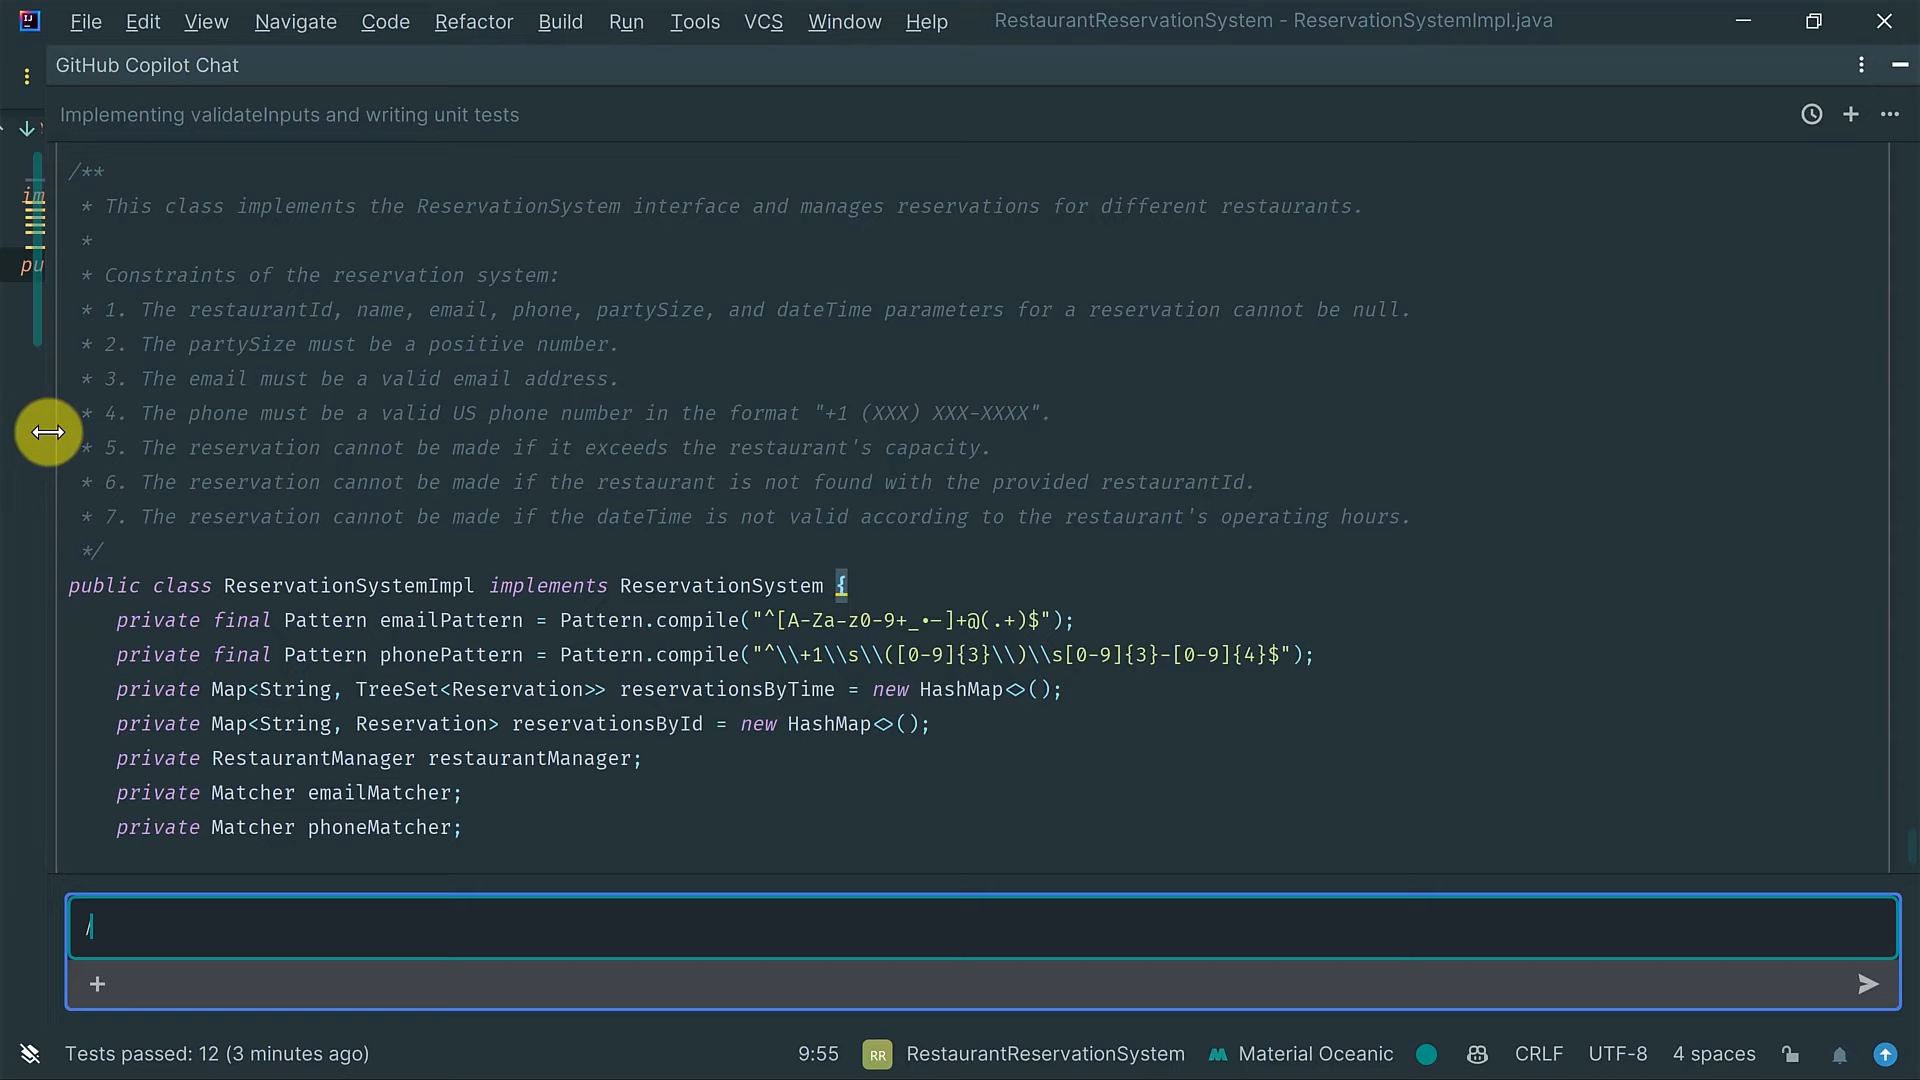 File Edit View Navigate Code Refactor Build Run Tools VCS Window Help RestaurantReservationSystem - ReservationSystemImpl.java
GitHub Copilot Chat
Implementing validateInputs and writing unit tests
/**
* This class implements the ReservationSystem interface and manages reservations for different restaurants.
*
* Constraints of the reservation system:
* 1. The restaurantId, name, email, phone, partySize, and dateTime parameters for a reservation cannot be null.
* 2. The partySize must be a positive number.
* 3. The email must be a valid email address.
* 4. The phone must be a valid US phone number in the format "+1 (XXX) XXX-XXXX".
* 5. The reservation cannot be made if it exceeds the restaurant's capacity.
* 6. The reservation cannot be made if the restaurant is not found with the provided restaurantId.
* 7. The reservation cannot be made if the dateTime is not valid according to the restaurant's operating hours.
*/
im
pu
public class ReservationSystemImpl implements ReservationSystem {
private final Pattern emailPattern = Pattern.compile("^[A-Za-z0-9+_•-]+@(.+)$");
private final Pattern phonePattern = Pattern.compile("^\\+1\\s\\([0-9]{3}\\)\\s[0-9]{3}-[0-9]{4}$");
private Map<String, TreeSet<Reservation>> reservationsByTime = new HashMap<>();
private Map<String, Reservation> reservationsById = new HashMap<>();
private RestaurantManager restaurantManager;
private Matcher emailMatcher;
private Matcher phoneMatcher;
/
Tests passed: 12 (3 minutes ago) 9:55 RR RestaurantReservationSystem Material Oceanic CRLF UTF-8 4 spaces